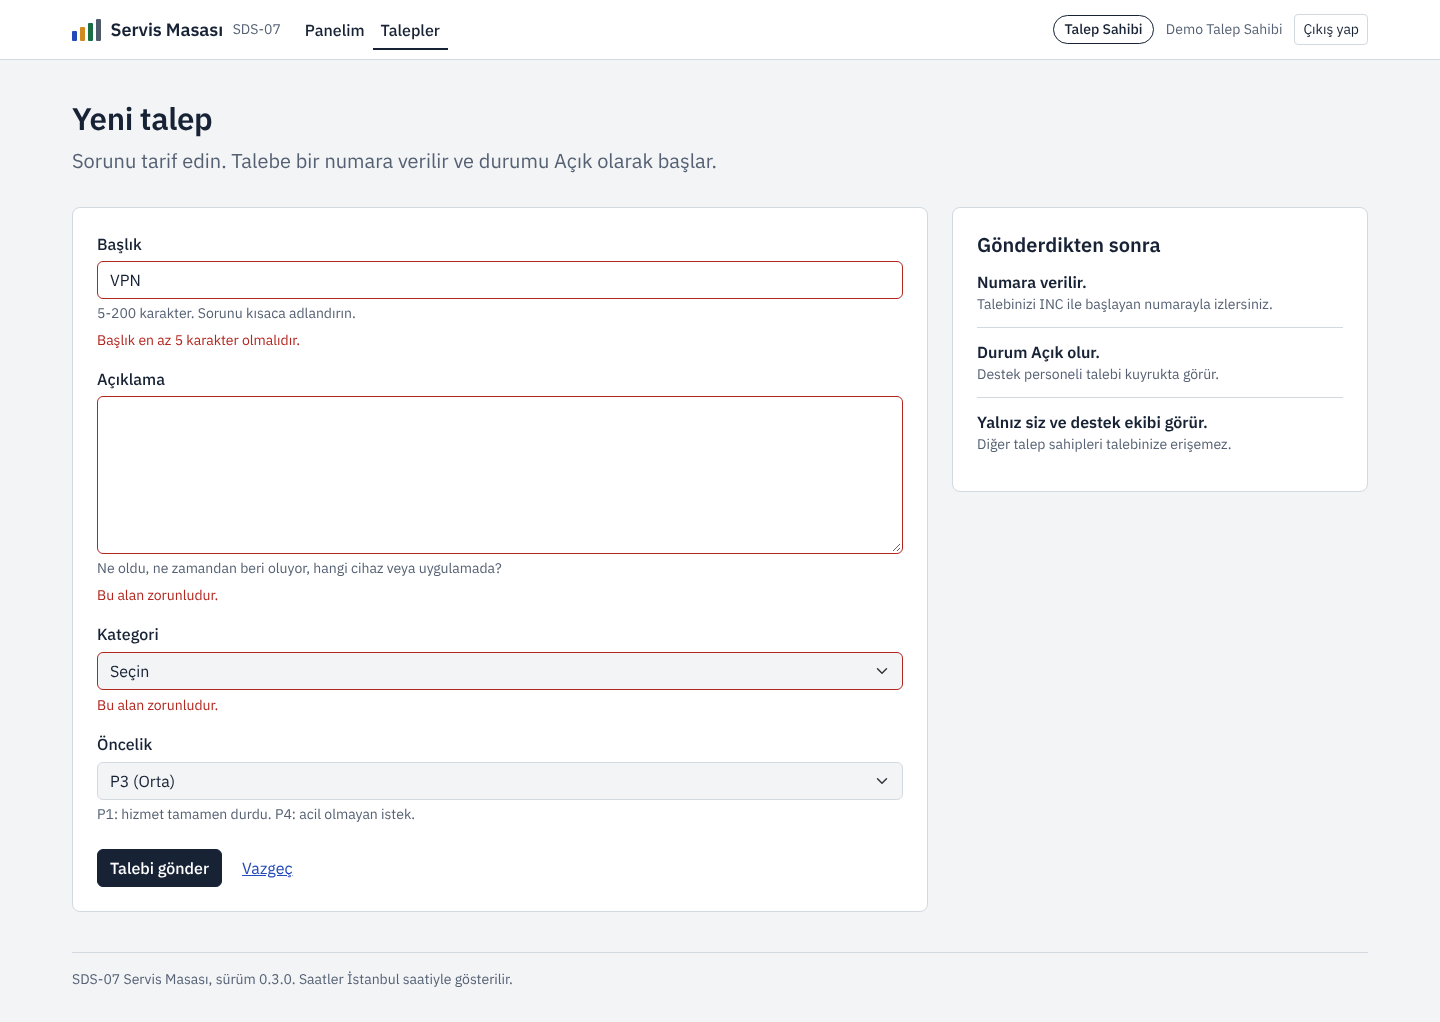 Servis Masası SDS-07 Panelim Talepler Talep Sahibi Demo Talep Sahibi Çıkış yap
Yeni talep
Sorunu tarif edin. Talebe bir numara verilir ve durumu Açık olarak başlar.
Başlık
VPN
5-200 karakter. Sorunu kısaca adlandırın.
Başlık en az 5 karakter olmalıdır.
Açıklama
Ne oldu, ne zamandan beri oluyor, hangi cihaz veya uygulamada?
Bu alan zorunludur.
Kategori
Seçin
Bu alan zorunludur.
Öncelik
P3 (Orta)
P1: hizmet tamamen durdu. P4: acil olmayan istek.
Talebi gönder Vazgeç
Gönderdikten sonra
Numara verilir.
Talebinizi INC ile başlayan numarayla izlersiniz.
Durum Açık olur.
Destek personeli talebi kuyrukta görür.
Yalnız siz ve destek ekibi görür.
Diğer talep sahipleri talebinize erişemez.
SDS-07 Servis Masası, sürüm 0.3.0. Saatler İstanbul saatiyle gösterilir.